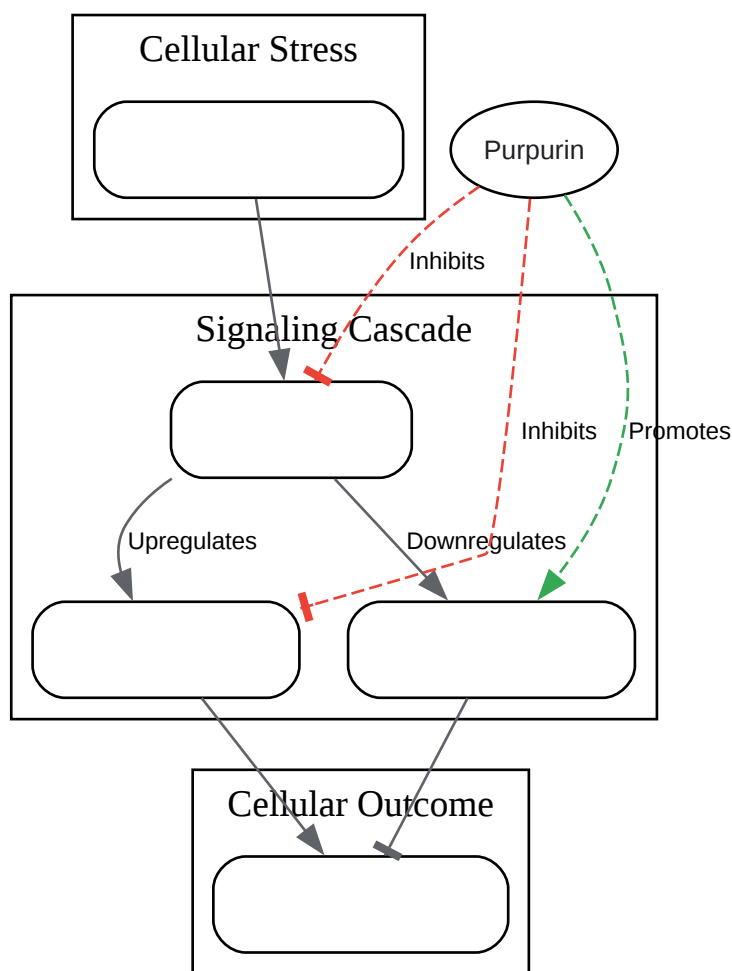 Cellular Stress
Purpurin
Inhibits
Signaling Cascade
Inhibits
Promotes
Upregulates
Downregulates
Cellular Outcome